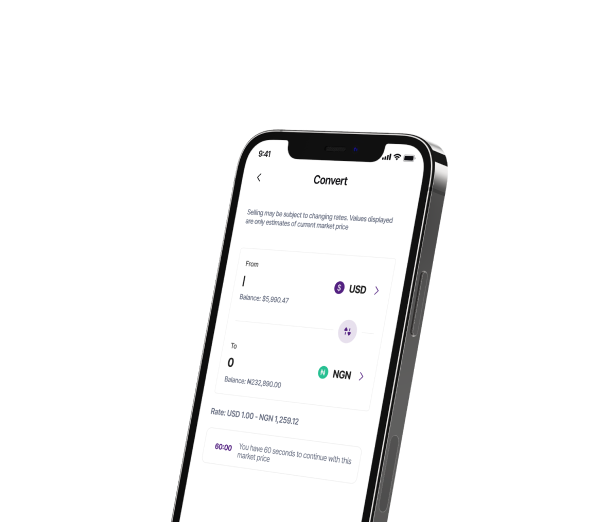 9:41
Convert
Selling may be subject to changing rates. Values displayed
are only estimates of current market price
From
$ USD
Balance: $5,990.47
To
0
N NGN
Balance: ₦232,890.00
Rate: USD 1.00 - NGN 1,259.12
60:00 You have 60 seconds to continue with this
market price